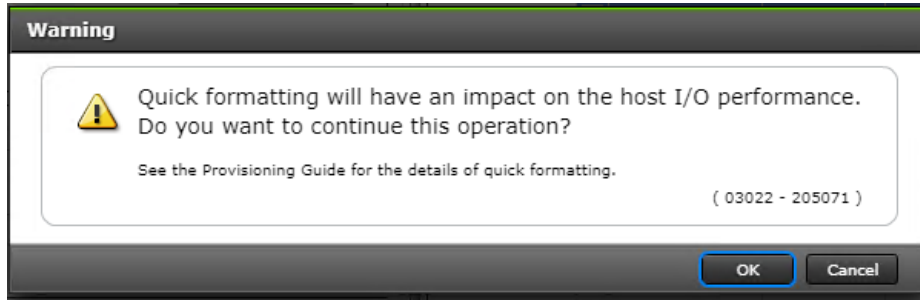 Warning
Quick formatting will have an impact on the host I/O performance.
Do you want to continue this operation?
See the Provisioning Guide for the details of quick formatting.
( 03022 - 205071 )
OK
Cancel